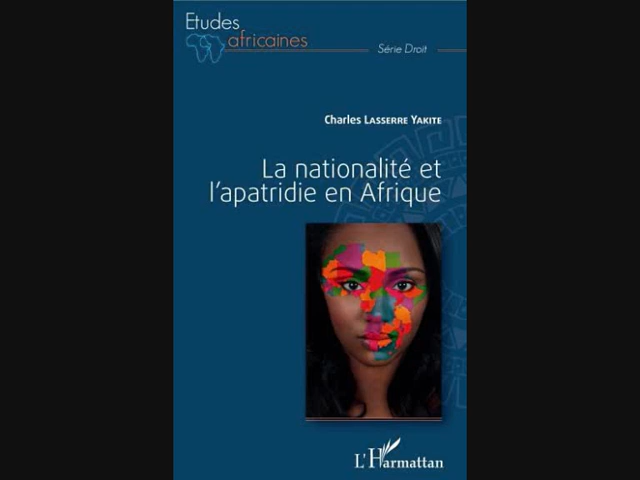 Etudes
africaines
Série Droit
Charles LASSERRE YAKITE
La nationalité et
l'apatridie en Afrique
L'Harmattan